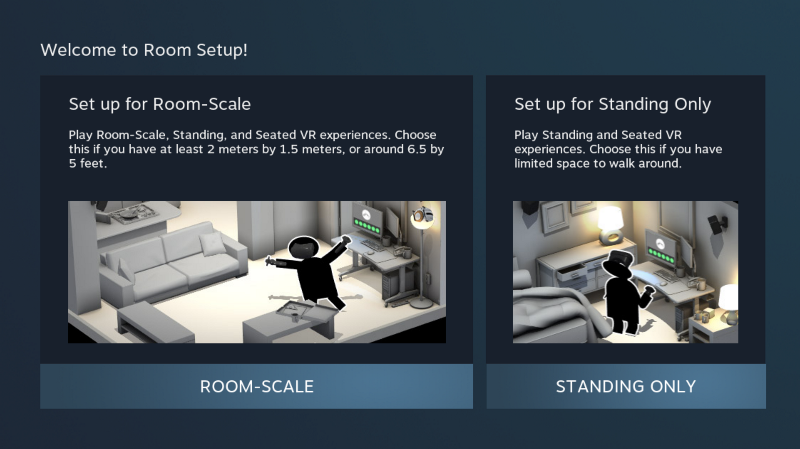 Welcome to Room Setup!
Set up for Room-Scale
Play Room-Scale, Standing, and Seated VR experiences. Choose
this if you have at least 2 meters by 1.5 meters, or around 6.5 by
5 feet.
ROOM-SCALE
Set up for Standing Only
Play Standing and Seated VR
experiences. Choose this if you have
limited space to walk around.
STANDING ONLY